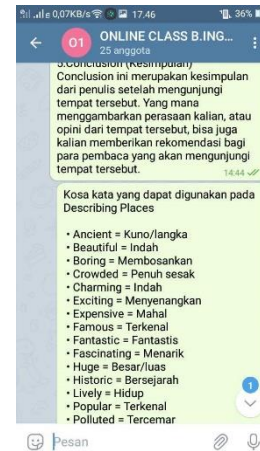 0,07KB/s 17.46 36%
01 ONLINE CLASS B.ING...
25 anggota
5.Conclusion (Kesimpulan)
Conclusion ini merupakan kesimpulan
dari penulis setelah mengunjungi
tempat tersebut. Yang mana
menggambarkan perasaan kalian, atau
opini dari tempat tersebut, bisa juga
kalian memberikan rekomendasi bagi
para pembaca yang akan mengunjungi
tempat tersebut.
14:44
Kosa kata yang dapat digunakan pada
Describing Places
• Ancient = Kuno/langka
• Beautiful = Indah
• Boring = Membosankan
• Crowded = Penuh sesak
• Charming = Indah
• Exciting = Menyenangkan
• Expensive = Mahal
• Famous = Terkenal
• Fantastic = Fantastis
• Fascinating = Menarik
• Huge = Besar/luas
• Historic = Bersejarah
• Lively = Hidup
• Popular = Terkenal
• Polluted = Tercemar
1
Pesan